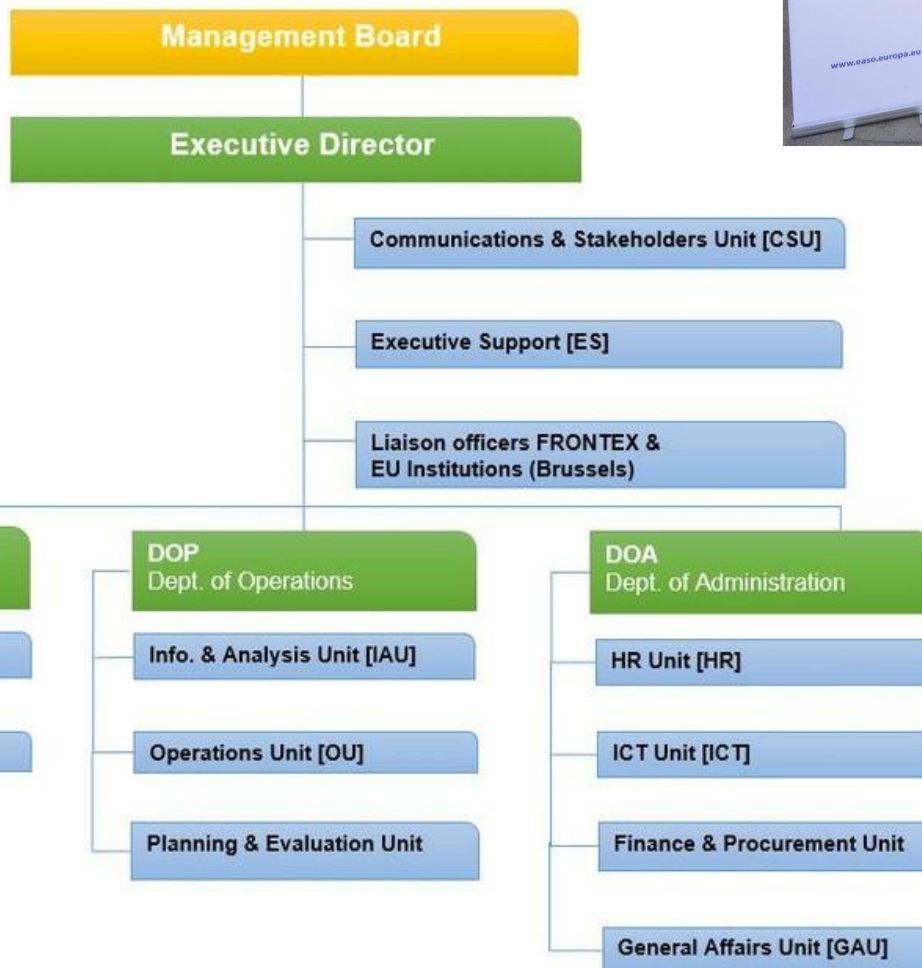 Management Board
www.easo.europa.eu
Executive Director
Communications & Stakeholders Unit [CSU]
Executive Support [ES]
Liaison officers FRONTEX &
EU Institutions (Brussels)
DOP
Dept. of Operations
Info. & Analysis Unit [IAU]
Operations Unit [OU]
Planning & Evaluation Unit
DOA
Dept. of Administration
HR Unit [HR]
ICT Unit [ICT]
Finance & Procurement Unit
General Affairs Unit [GAU]